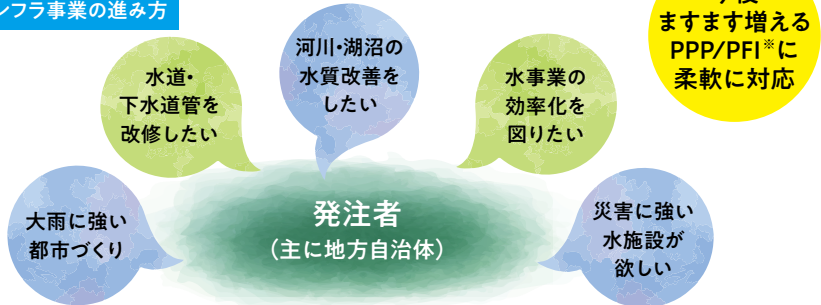 ンフラ事業の進み方
ますます増える
PPP/PFI※に
柔軟に対応
河川・湖沼の
水質改善を
したい
水道・
下水道管を
改修したい
水事業の
効率化を
図りたい
大雨に強い
都市づくり
発注者
（主に地方自治体）
災害に強い
水施設が
欲しい